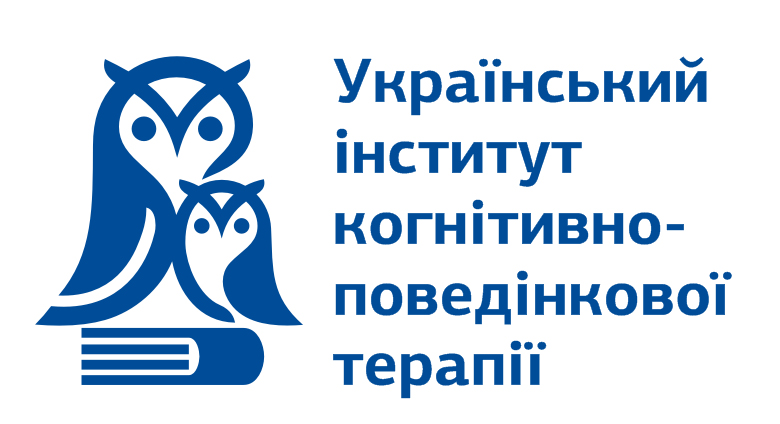 Український
інститут
когнітивно-
поведінкової
терапії